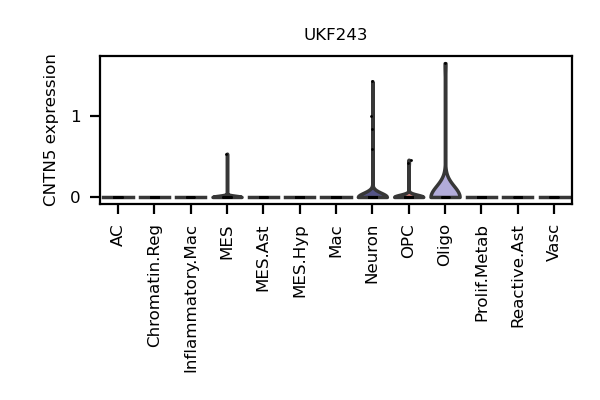 UKF243
CNTN5 expression
1
0
AC
Chromatin.Reg
Inflammatory.Mac
MES
MES.Ast
MES.Hyp
Mac
Neuron
OPC
Oligo
Prolif.Metab
Reactive.Ast
Vasc